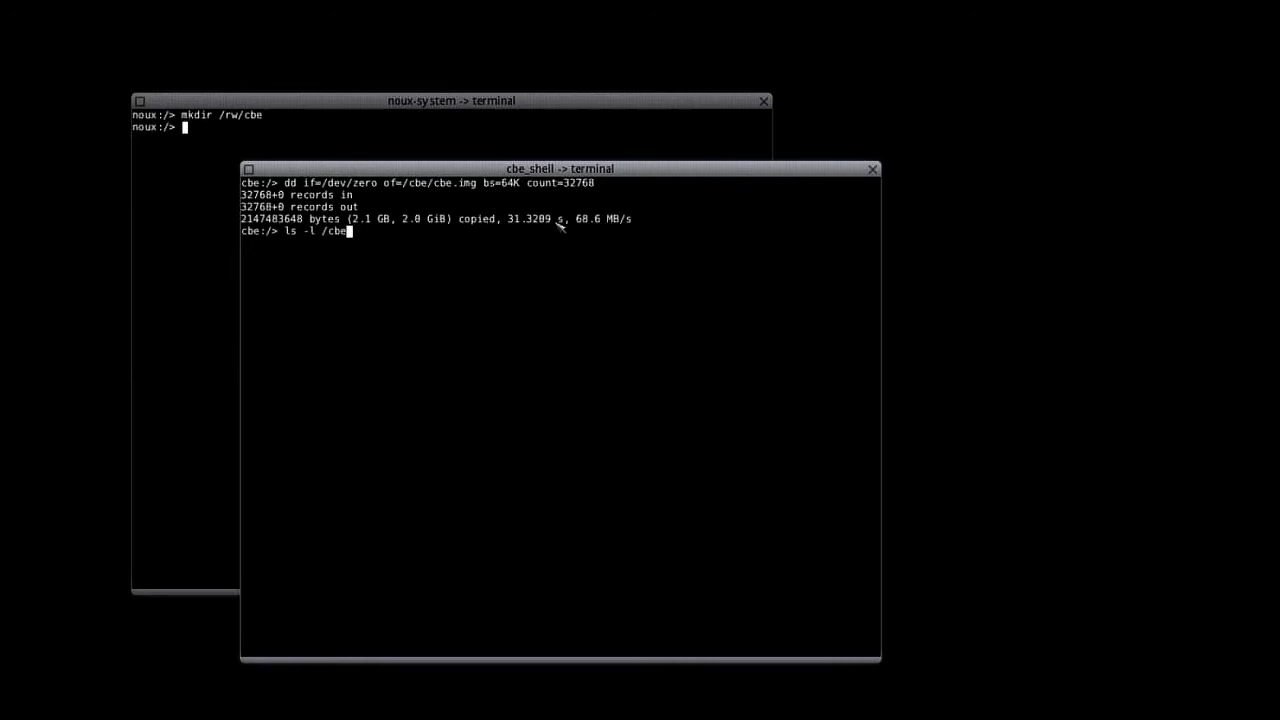 noux-system -> terminal
noux:/> mkdir /rw/cbe
noux:/>
cbe_shell -> terminal
cbe:/> dd if=/dev/zero of=/cbe/cbe.img bs=64K count=32768
32768+0 records in
32768+0 records out
2147483648 bytes (2.1 GB, 2.0 GiB) copied, 31.3209 s, 68.6 MB/s
cbe:/> ls -l /cbe